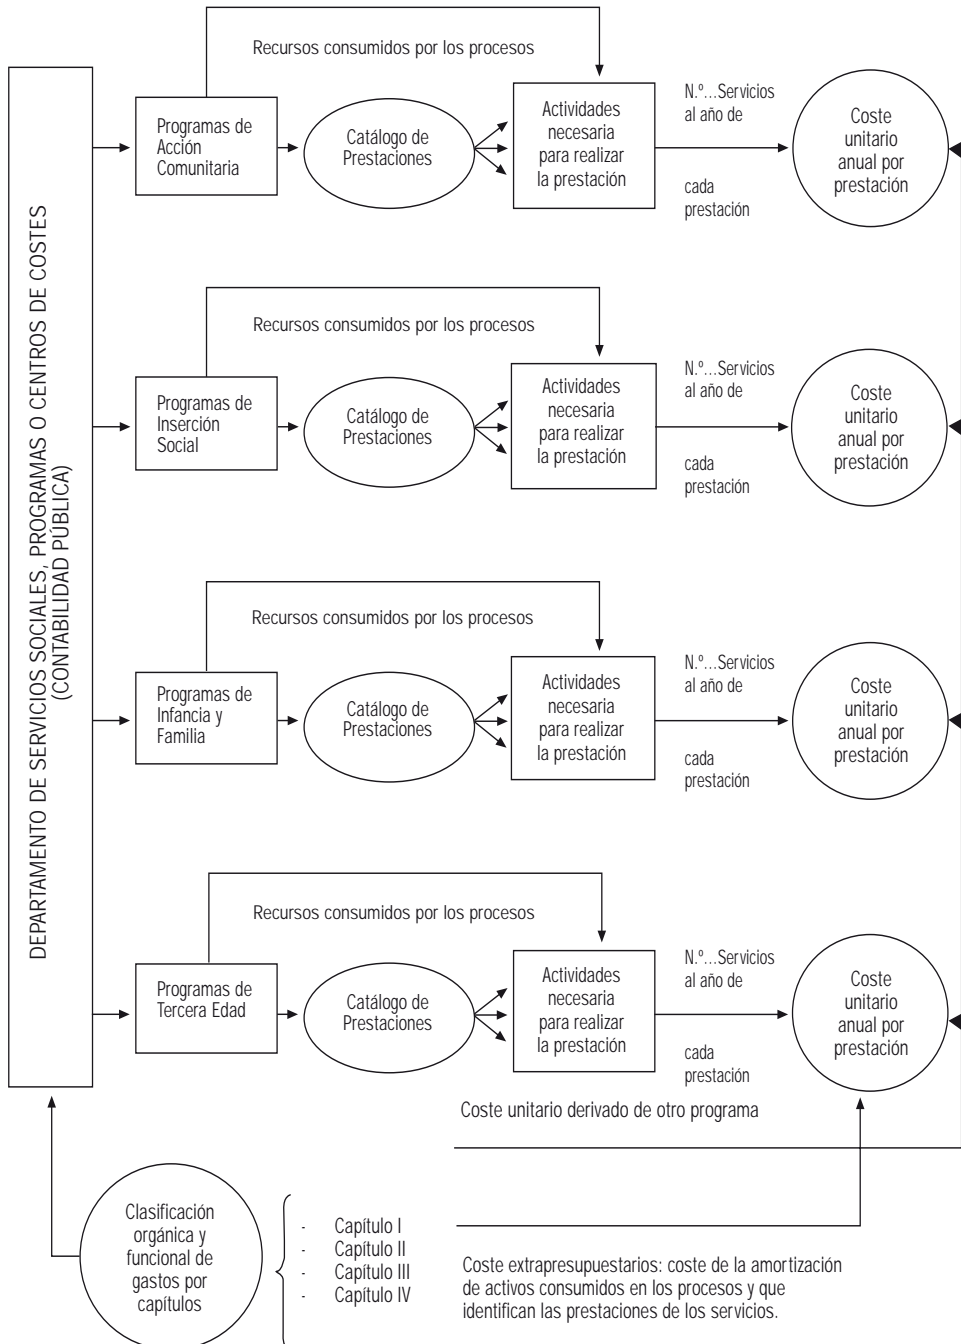 DEPARTAMENTO DE SERVICIOS SOCIALES, PROGRAMAS O CENTROS DE COSTES
(CONTABILIDAD PÚBLICA)
Recursos consumidos por los procesos
Programas de
Acción
Comunitaria
Catálogo de
Prestaciones
Actividades
necesaria
para realizar
la prestación
N.º...Servicios
al año de
cada
prestación
Coste
unitario
anual por
prestación
Recursos consumidos por los procesos
Programas de
Inserción
Social
Catálogo de
Prestaciones
Actividades
necesaria
para realizar
la prestación
N.º...Servicios
al año de
cada
prestación
Coste
unitario
anual por
prestación
Recursos consumidos por los procesos
Programas de
Infancia y
Familia
Catálogo de
Prestaciones
Actividades
necesaria
para realizar
la prestación
N.º...Servicios
al año de
cada
prestación
Coste
unitario
anual por
prestación
Recursos consumidos por los procesos
Programas de
Tercera Edad
Catálogo de
Prestaciones
Actividades
necesaria
para realizar
la prestación
N.º...Servicios
al año de
cada
prestación
Coste
unitario
anual por
prestación
Coste unitario derivado de otro programa
Clasificación
orgánica y
funcional de
gastos por
capítulos
- Capítulo I
- Capítulo II
- Capítulo III
- Capítulo IV
Coste extrapresupuestarios: coste de la amortización
de activos consumidos en los procesos y que
identifican las prestaciones de los servicios.